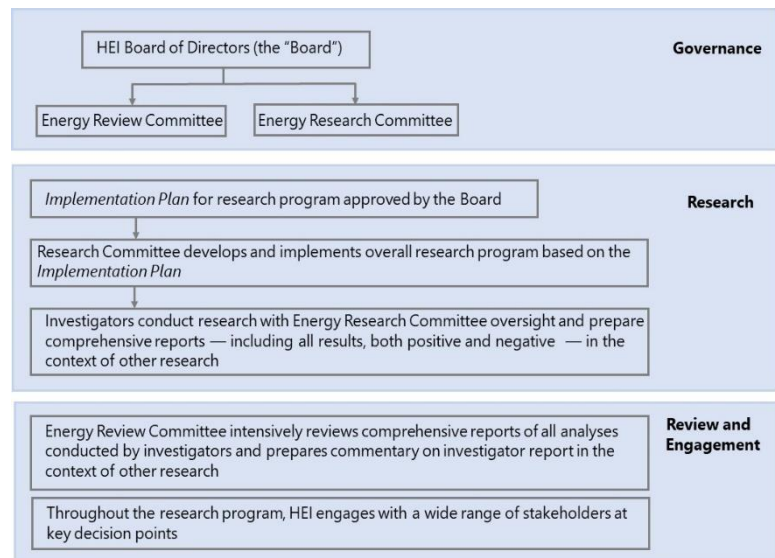 HEI Board of Directors (the “Board”)
Governance
Energy Review Committee
Energy Research Committee
Implementation Plan for research program approved by the Board
Research
Research Committee develops and implements overall research program based on the
Implementation Plan
Investigators conduct research with Energy Research Committee oversight and prepare
comprehensive reports — including all results, both positive and negative — in the
context of other research
Energy Review Committee intensively reviews comprehensive reports of all analyses
conducted by investigators and prepares commentary on investigator report in the
context of other research
Review and
Engagement
Throughout the research program, HEI engages with a wide range of stakeholders at
key decision points